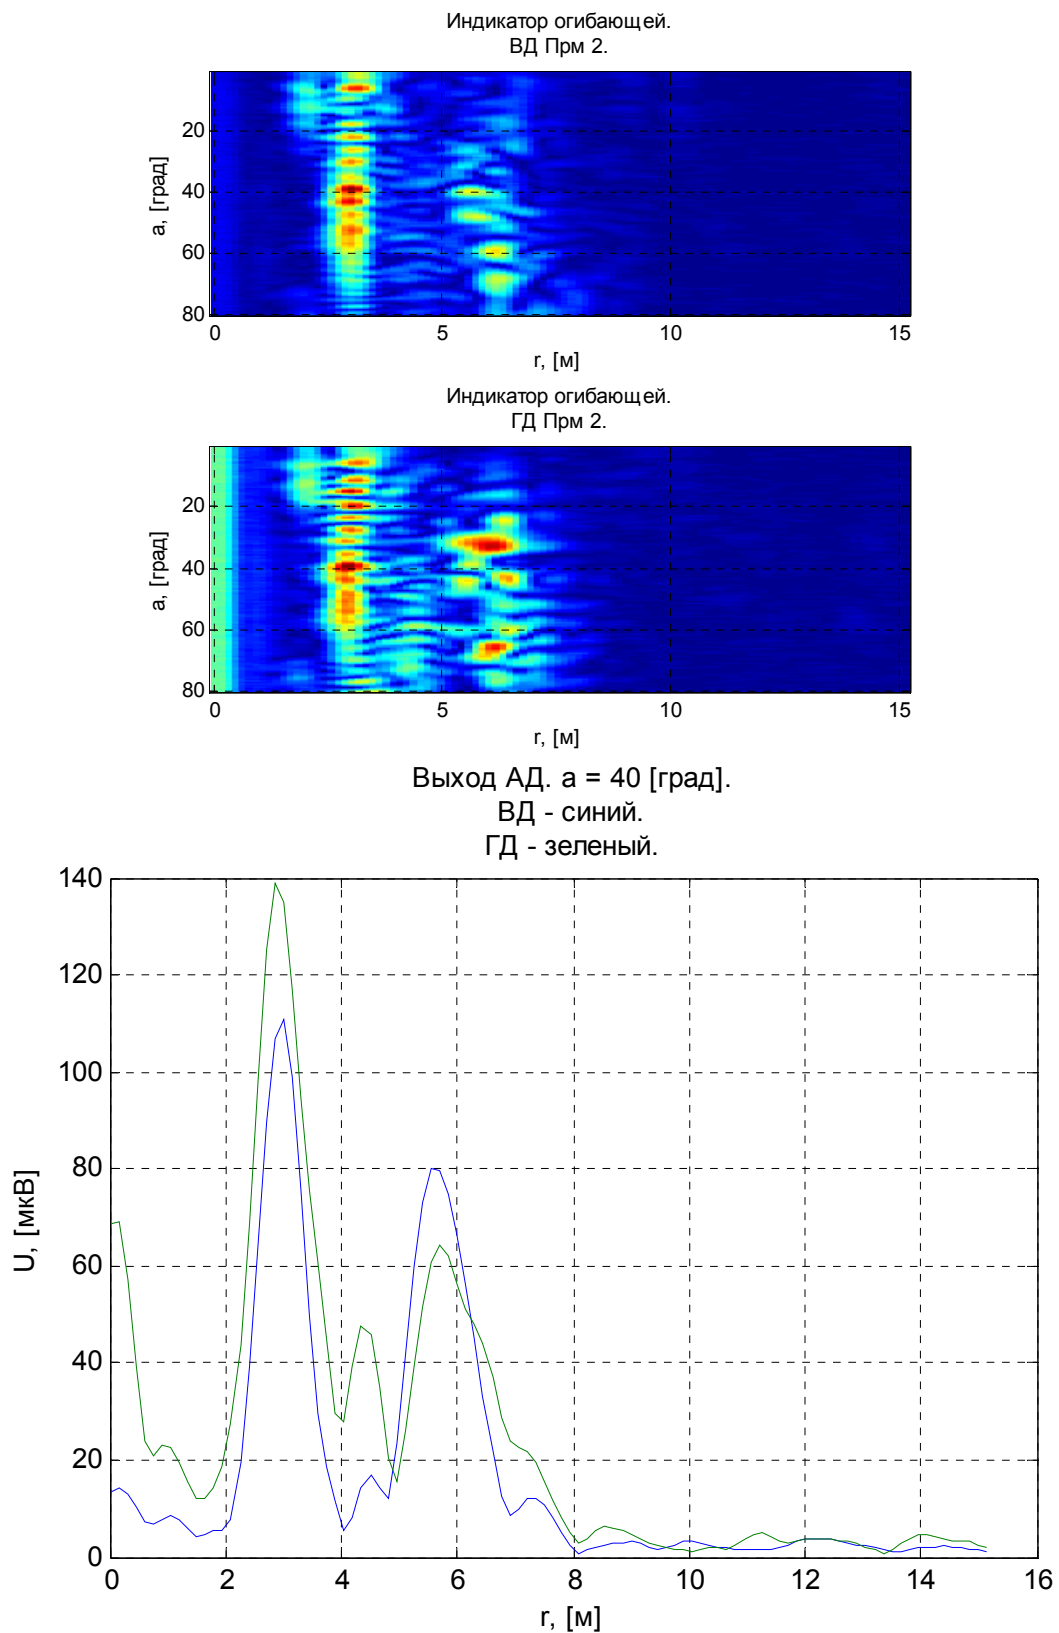 Индикатор огибающей.
ВД Прм 2.
20
40
60
80
a, [град]
0 5 10 15
r, [м]
Индикатор огибающей.
ГД Прм 2.
20
40
60
80
a, [град]
0 5 10 15
r, [м]
Выход АД. a = 40 [град].
ВД - синий.
ГД - зеленый.
140
120
100
80
60
40
20
0
U, [мкВ]
0 2 4 6 8 10 12 14 16
r, [м]